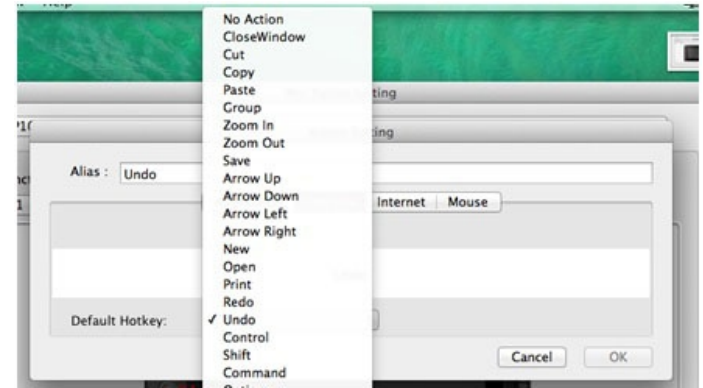 Help
No Action
CloseWindow
Cut
Copy
Paste
Group
Zoom In
Zoom Out
Save
Arrow Up
Arrow Down
Arrow Left
Arrow Right
New
Open
Print
Redo
✓ Undo
Control
Shift
Command
Alias : Undo
Internet
Mouse
Default Hotkey:
Cancel
OK